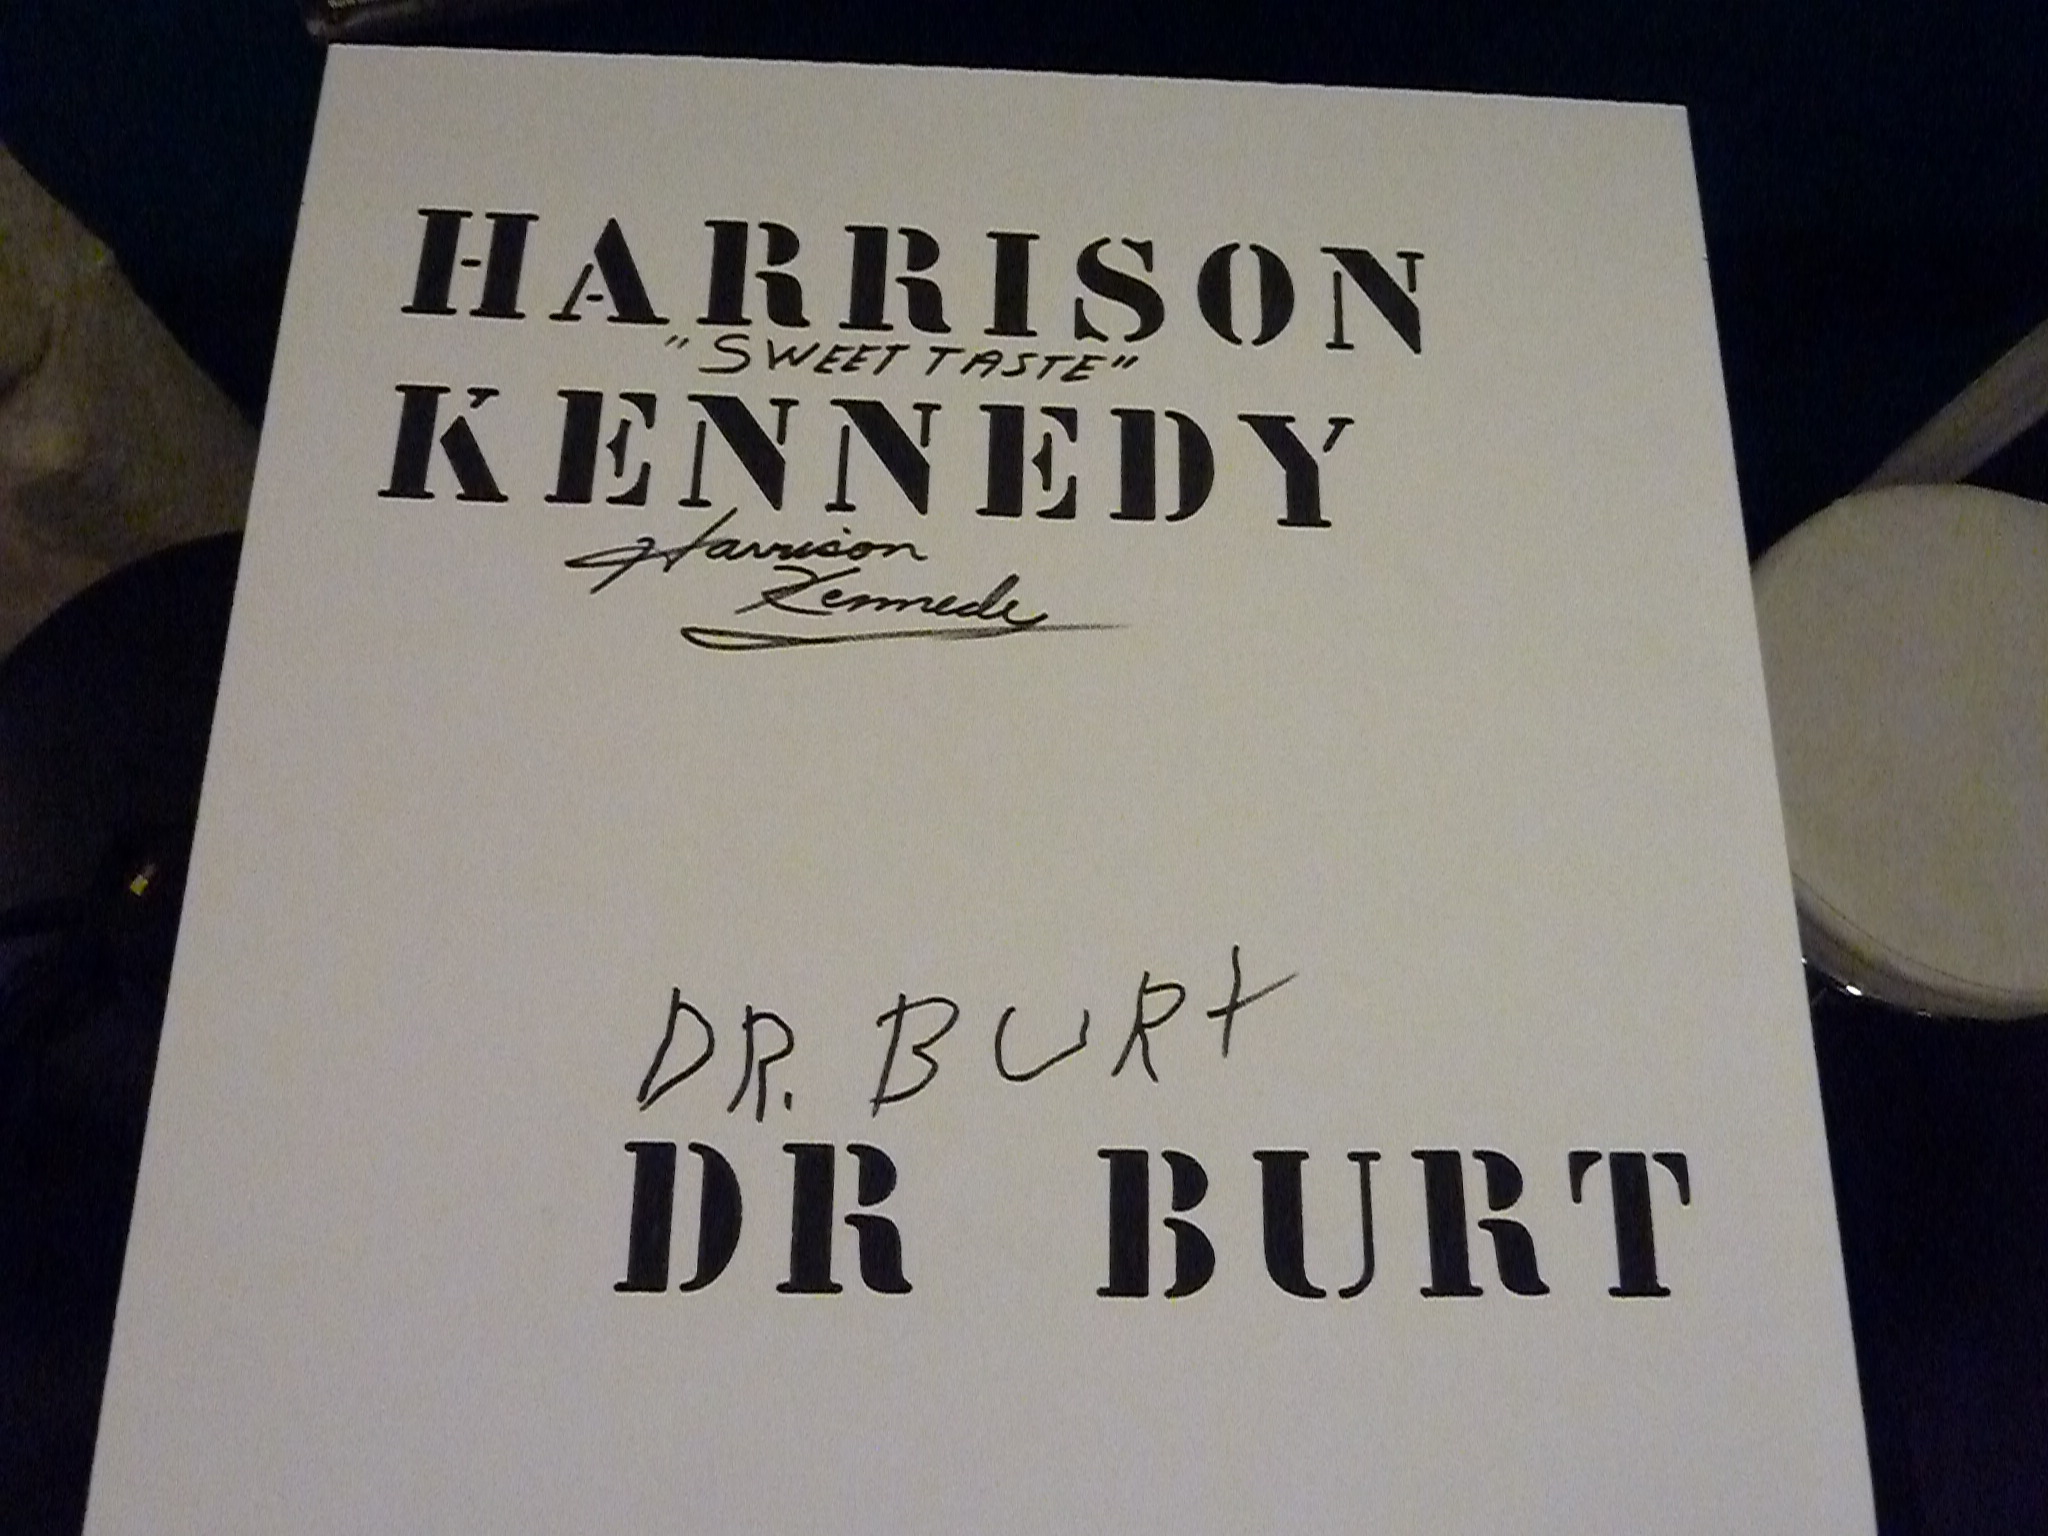 HARRISON
"SWEET TASTE"
KENNEDY
Harrison
Kennedy
DR. BURt
DR BURT